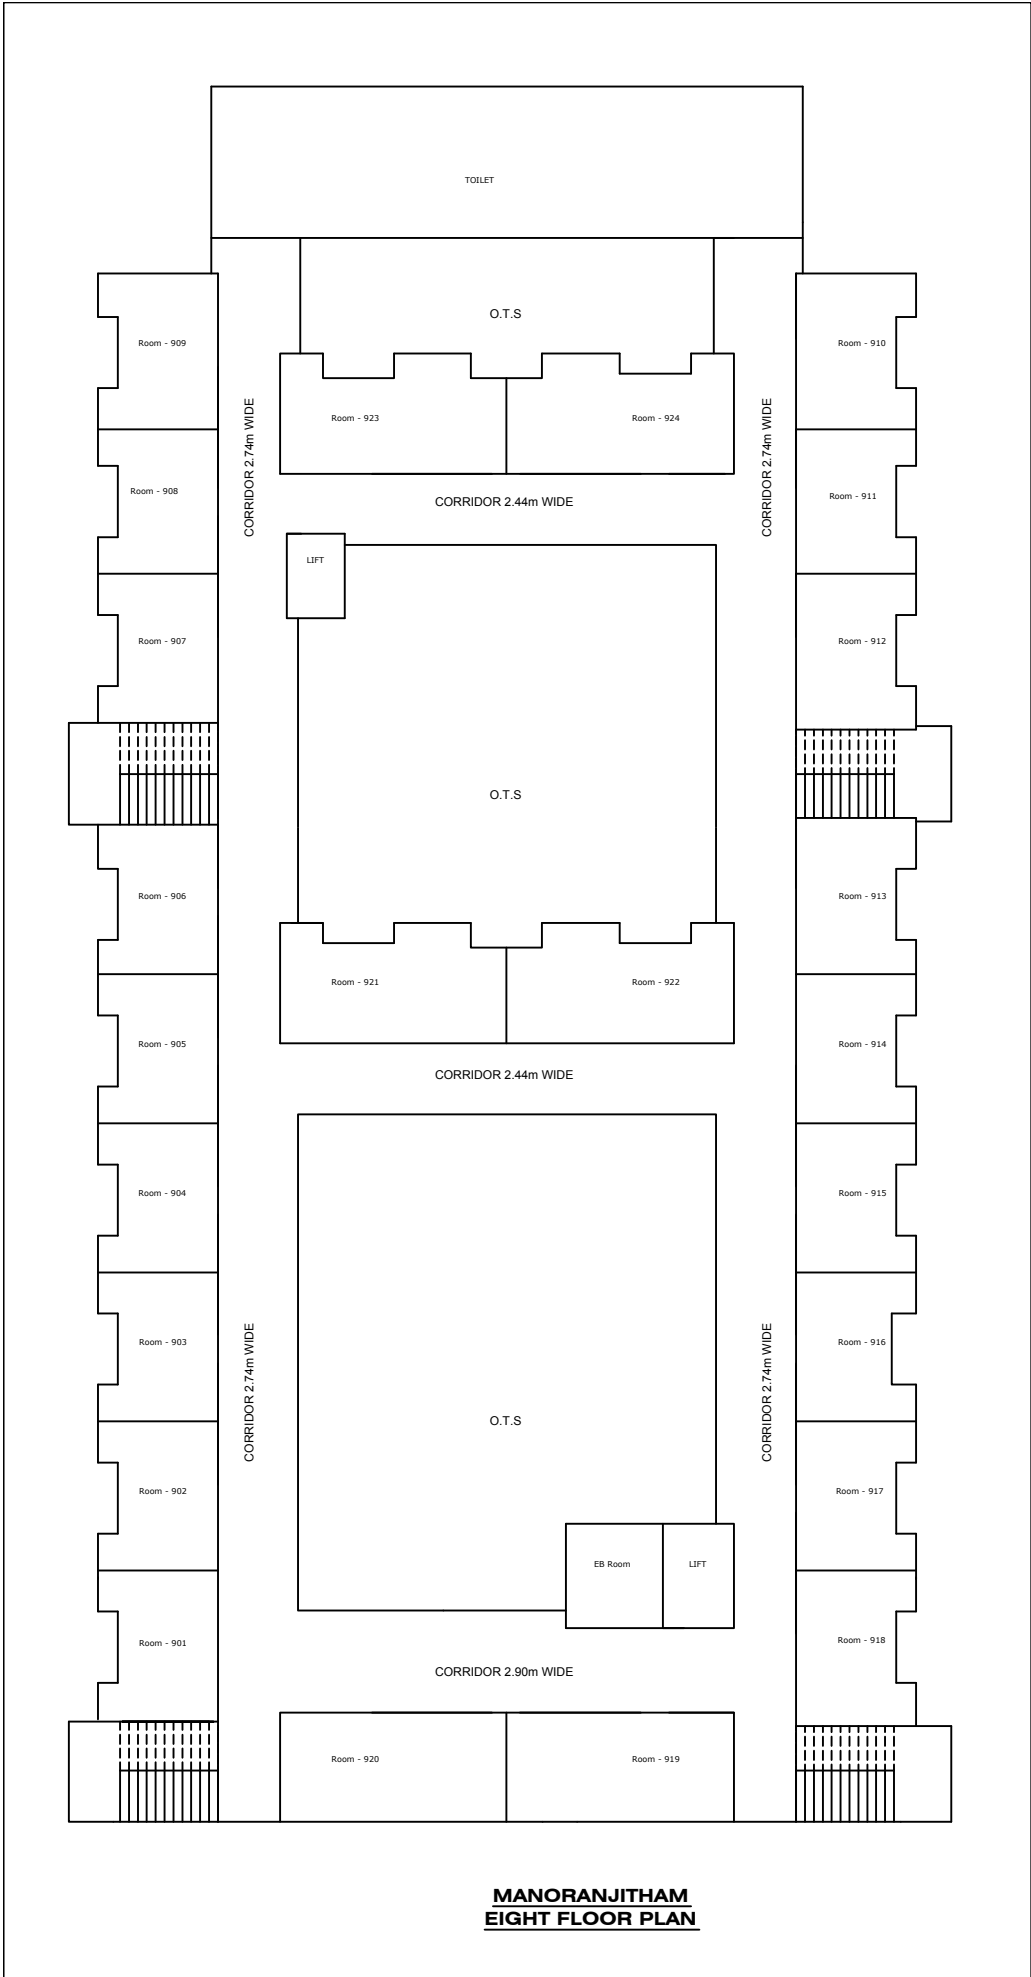 TOILET
O.T.S
Room - 909
Room - 910
CORRIDOR 2.74m WIDE
Room - 923
Room - 924
CORRIDOR 2.74m WIDE
Room - 908
CORRIDOR 2.44m WIDE
Room - 911
LIFT
Room - 907
Room - 912
O.T.S
Room - 906
Room - 913
Room - 921
Room - 922
Room - 905
Room - 914
CORRIDOR 2.44m WIDE
Room - 904
Room - 915
Room - 903
Room - 916
CORRIDOR 2.74m WIDE
CORRIDOR 2.74m WIDE
O.T.S
Room - 902
Room - 917
EB Room
LIFT
Room - 901
Room - 918
CORRIDOR 2.90m WIDE
Room - 920
Room - 919
MANORANJITHAM
EIGHT FLOOR PLAN